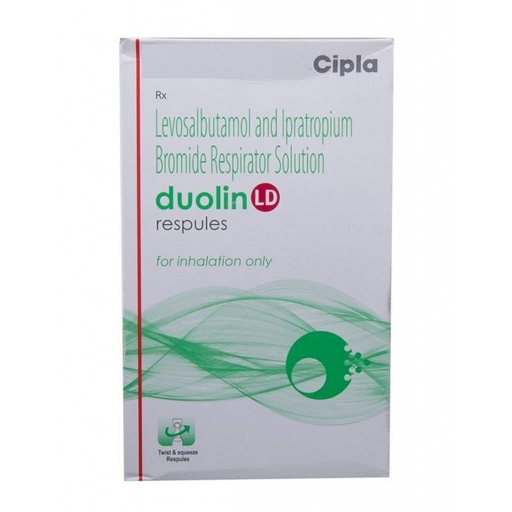 Cipla
Rx
Levosalbutamol and Ipratropium
Bromide Respirator Solution
duolin LD
respules
for inhalation only
Twist & squeeze
Respules